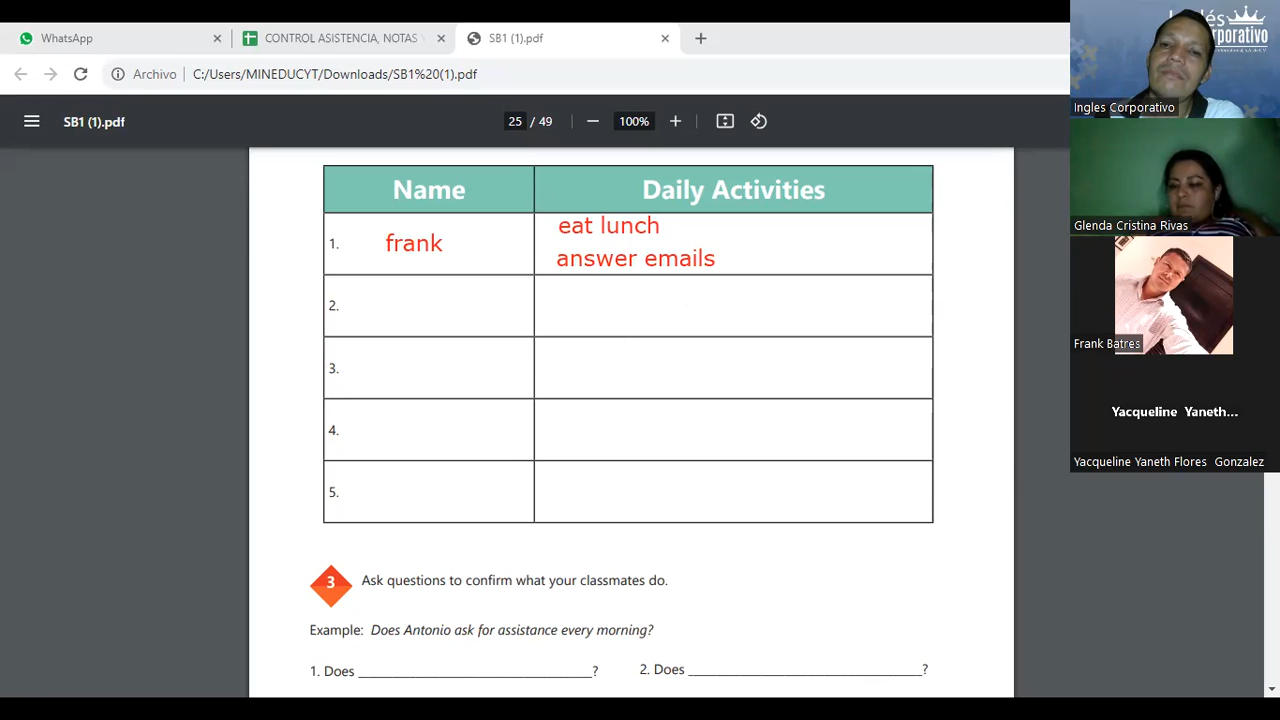 WhatsApp
CONTROL ASISTENCIA, NOTAS
SB1 (1).pdf
Archivo
C:/Users/MINEDUCYT/Downloads/SB1%20(1).pdf
SB1 (1).pdf
25 / 49
100%
Name
Daily Activities
1.
frank
eat lunch
answer emails
2.
3.
4.
5.
3
Ask questions to confirm what your classmates do.
Example: Does Antonio ask for assistance every morning?
1. Does ______________________________?
2. Does ______________________________?
Ingles Corporativo
Glenda Cristina Rivas
Frank Batres
Yacqueline Yaneth...
Yacqueline Yaneth Flores Gonzalez